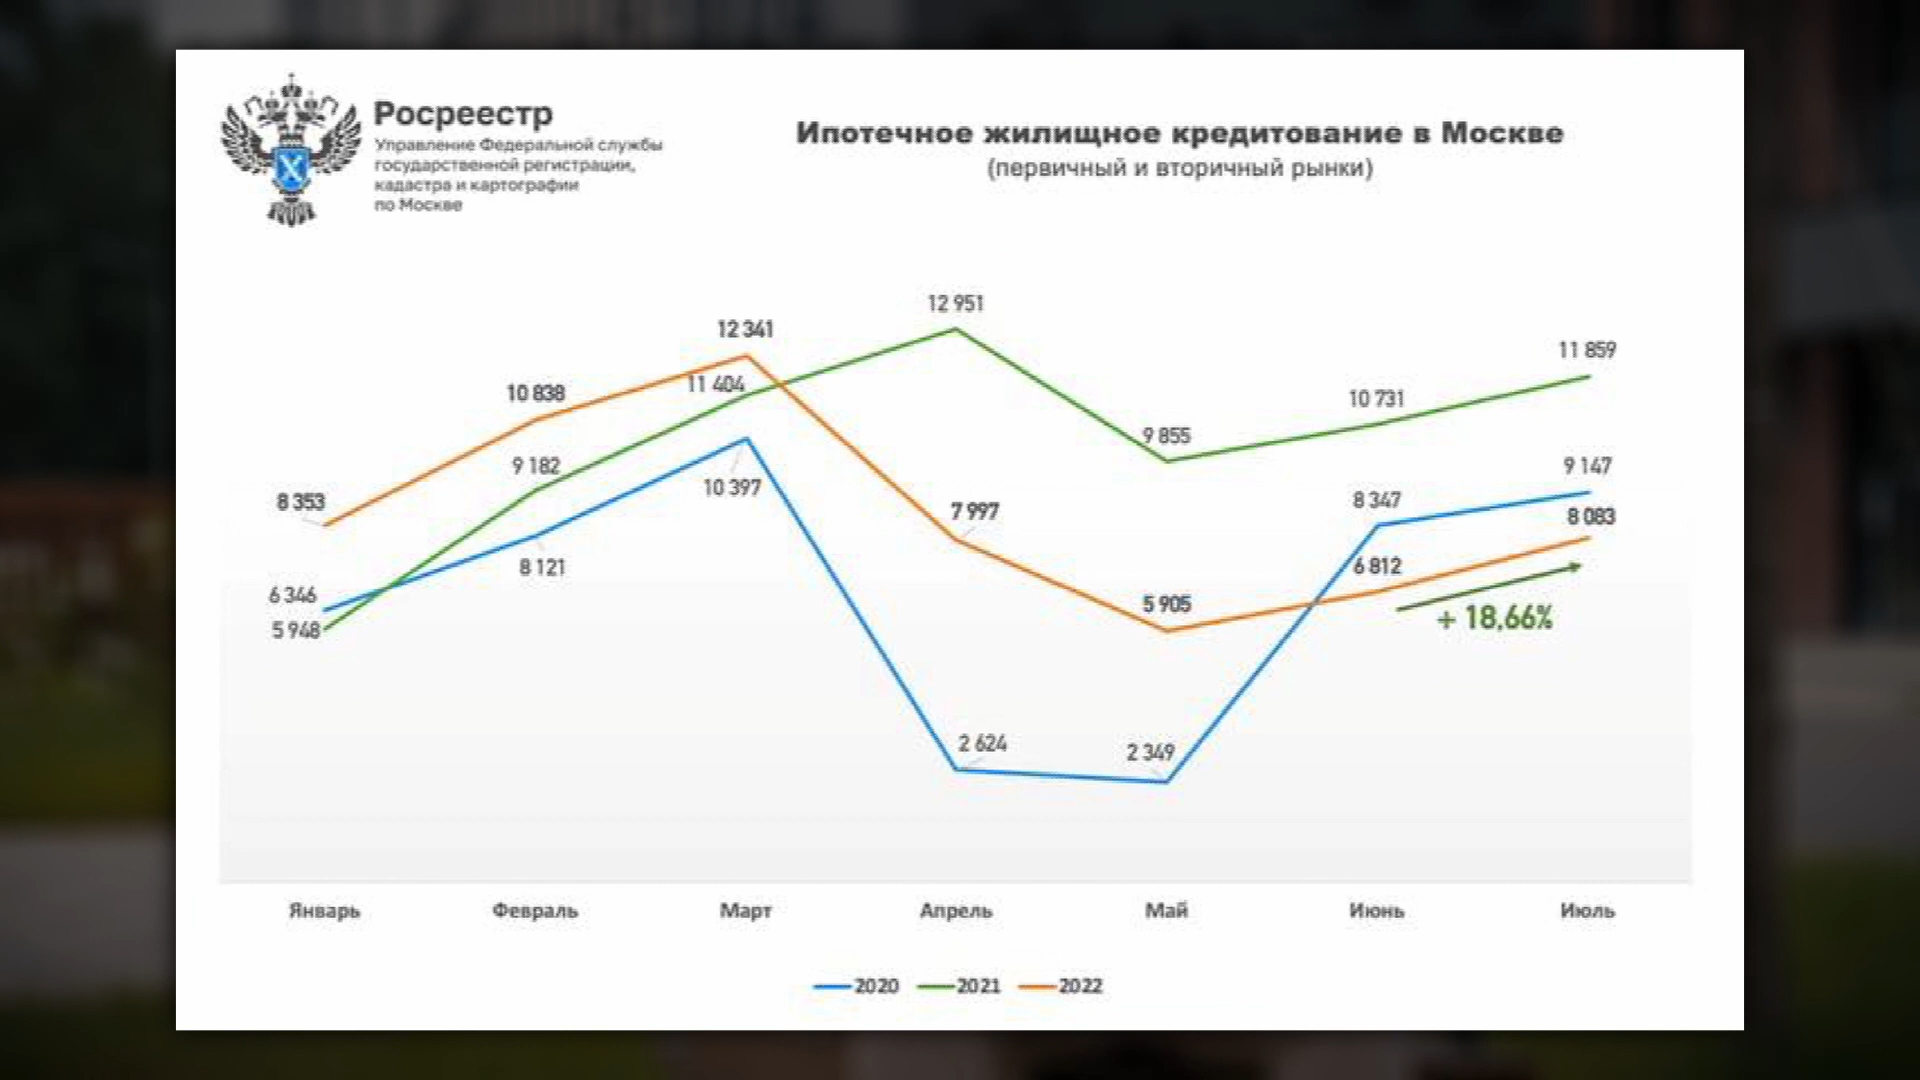 Росреестр
Управление Федеральной службы
государственной регистрации,
кадастра и картографии
по Москве
Ипотечное жилищное кредитование в Москве
(первичный и вторичный рынки)
12 951
12 341
11 859
11 404
10 838
10 731
9 855
9 182
9 147
10 397
8 353
8 347
7 997
8 083
8 121
6 812
6 346
5 905
+ 18,66%
5 948
2 624
2 349
Январь Февраль Март Апрель Май Июнь Июль
2020 2021 2022